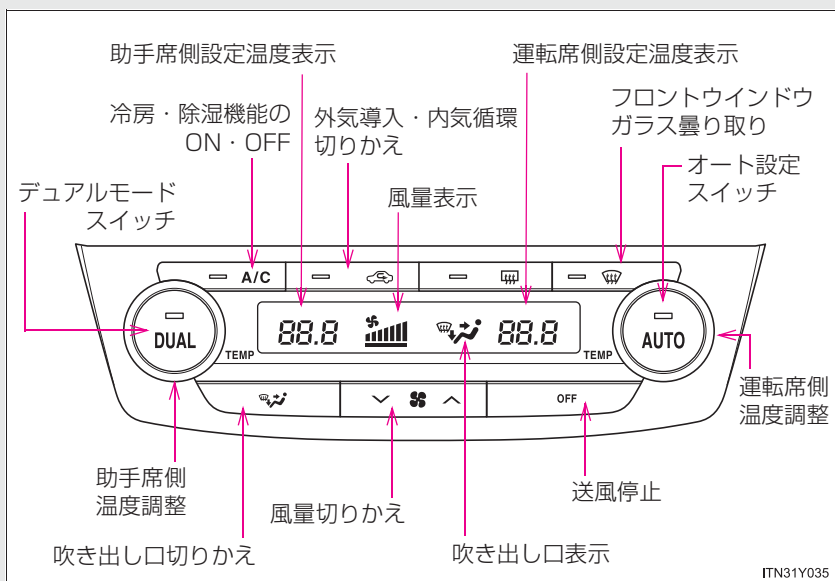 助手席側設定温度表示
運転席側設定温度表示
冷房・除湿機能の
ON・OFF
外気導入・内気循環
切りかえ
フロントウインドウ
ガラス曇り取り
デュアルモード
スイッチ
風量表示
オート設定
スイッチ
A/C
DUAL
TEMP
88.8
88.8
TEMP
AUTO
OFF
運転席側
温度調整
助手席側
温度調整
風量切りかえ
送風停止
吹き出し口切りかえ
吹き出し口表示
ITN31Y035